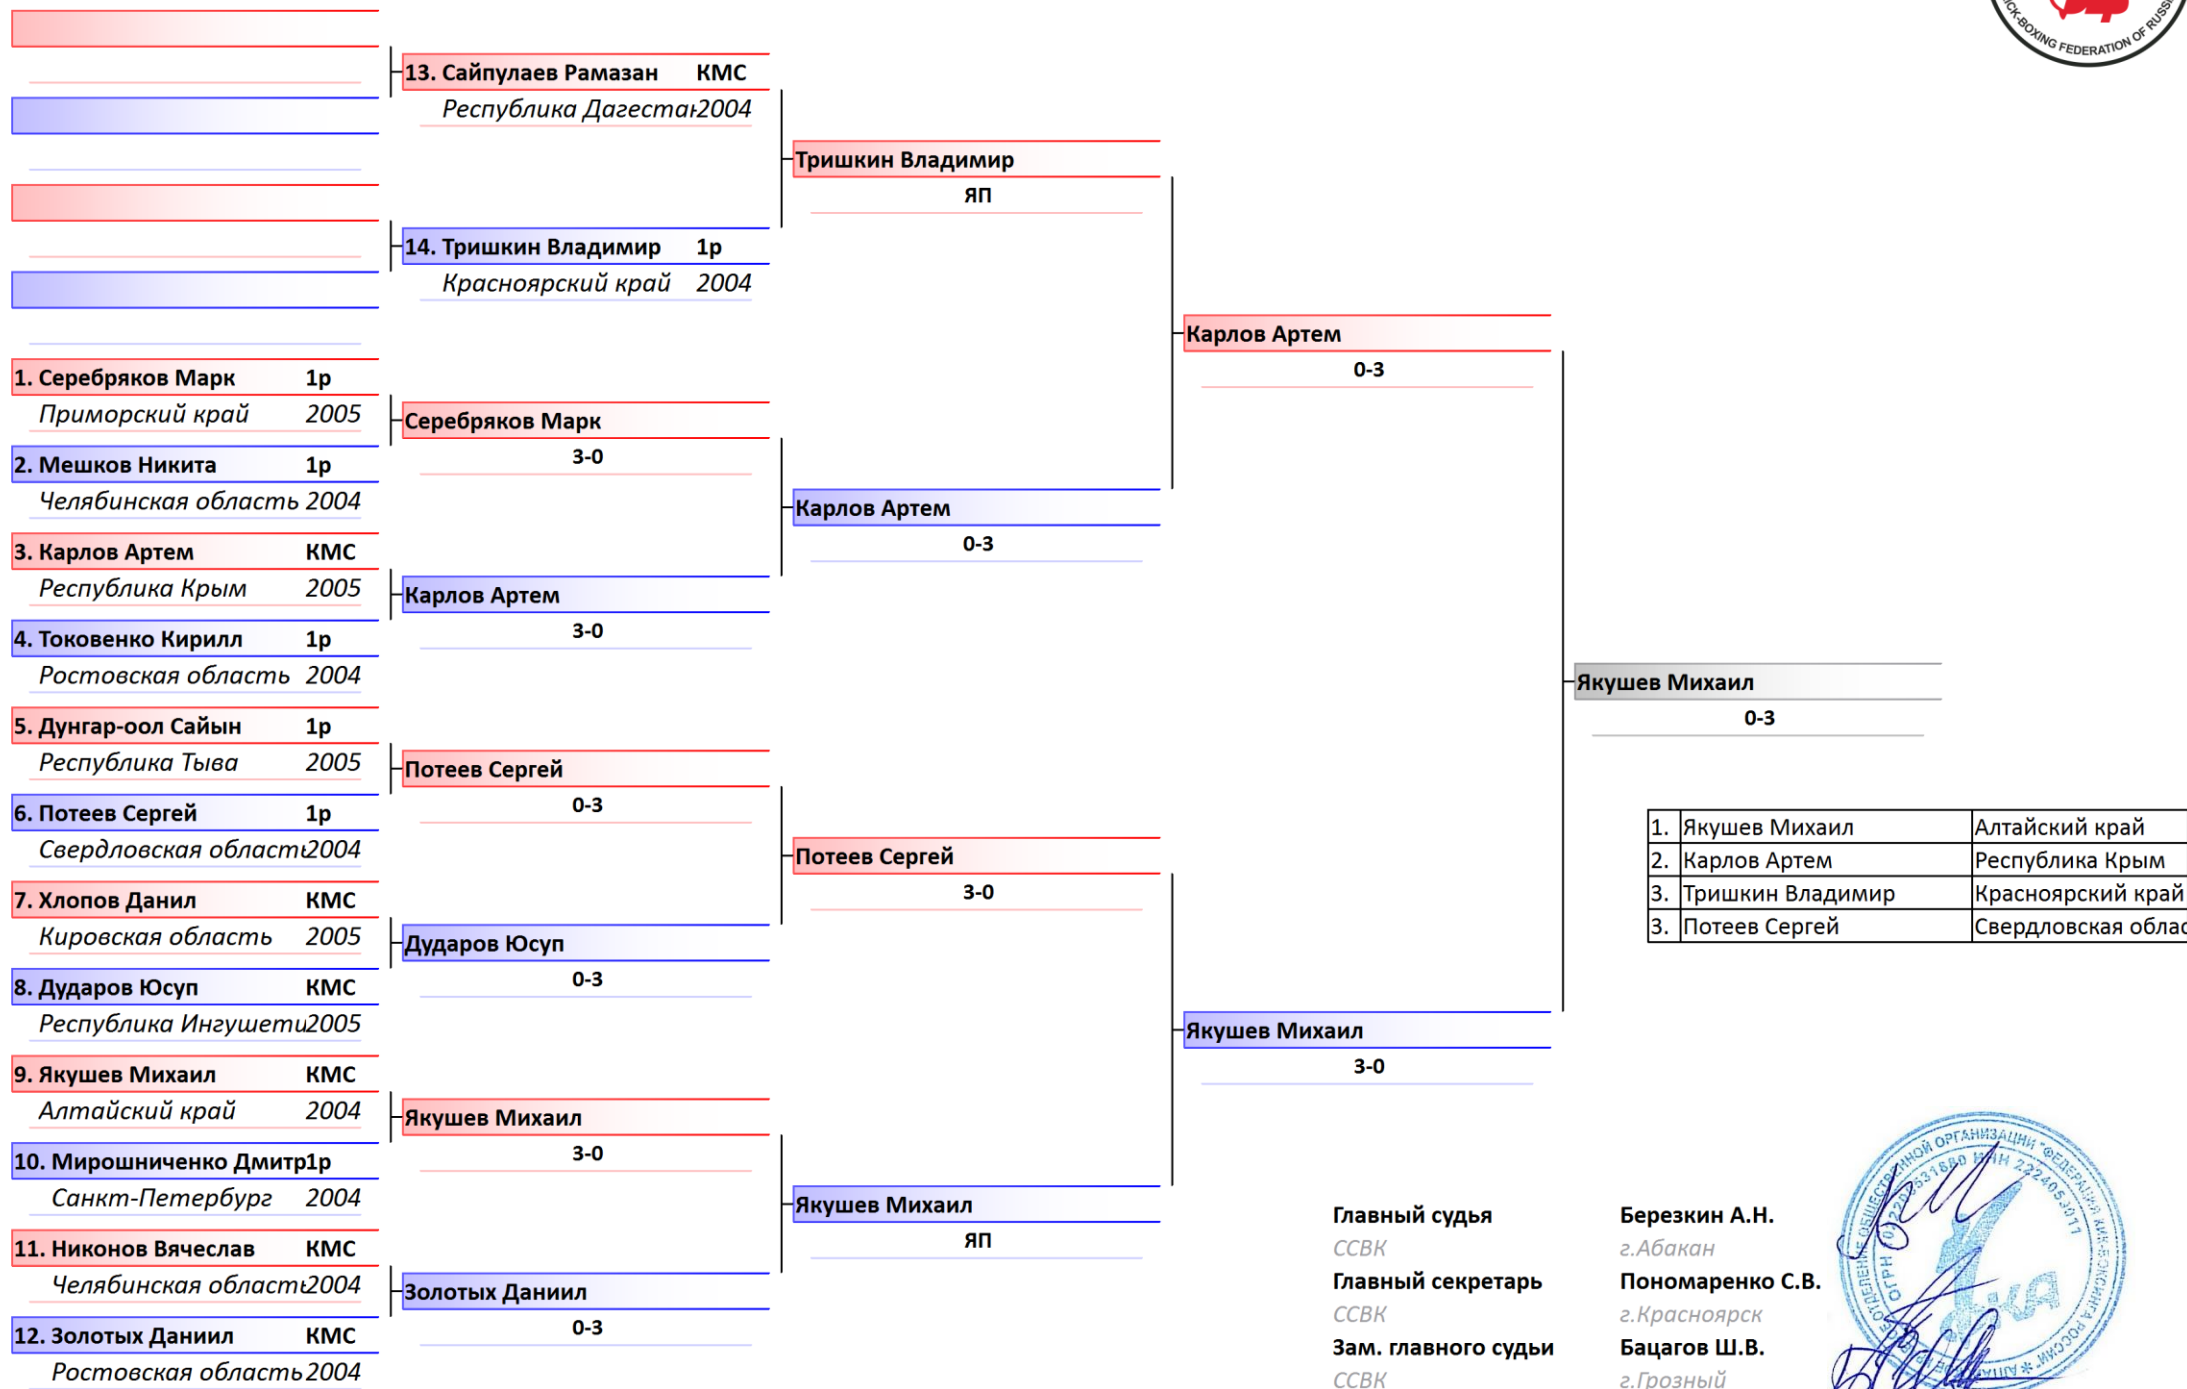 KICK-BOXING FEDERATION OF RUSSIA
13. Сайпулаев Рамазан КМС
Республика Дагестан 2004
Тришкин Владимир
ЯП
14. Тришкин Владимир 1р
Красноярский край 2004
Карлов Артем
0-3
1. Серебряков Марк 1р
Приморский край 2005
Серебряков Марк
3-0
2. Мешков Никита 1р
Челябинская область 2004
Карлов Артем
0-3
3. Карлов Артем КМС
Республика Крым 2005
Карлов Артем
3-0
4. Токовенко Кирилл 1р
Ростовская область 2004
Якушев Михаил
0-3
5. Дунгар-оол Сайын 1р
Республика Тыва 2005
Потеев Сергей
0-3
6. Потеев Сергей 1р
Свердловская область 2004
Потеев Сергей
3-0
7. Хлопов Данил КМС
Кировская область 2005
Дударов Юсуп
0-3
8. Дударов Юсуп КМС
Республика Ингушети 2005
Якушев Михаил
3-0
9. Якушев Михаил КМС
Алтайский край 2004
Якушев Михаил
3-0
10. Мирошниченко Дмитр 1р
Санкт-Петербург 2004
Якушев Михаил
ЯП
11. Никонов Вячеслав КМС
Челябинская область 2004
Золотых Даниил
0-3
12. Золотых Даниил КМС
Ростовская область 2004
1. Якушев Михаил Алтайский край
2. Карлов Артем Республика Крым
3. Тришкин Владимир Красноярский край
3. Потеев Сергей Свердловская облас
Главный судья Березкин А.Н.
ССВК г.Абакан
Главный секретарь Пономаренко С.В.
ССВК г.Красноярск
Зам. главного судьи Бацагов Ш.В.
ССВК г.Грозный